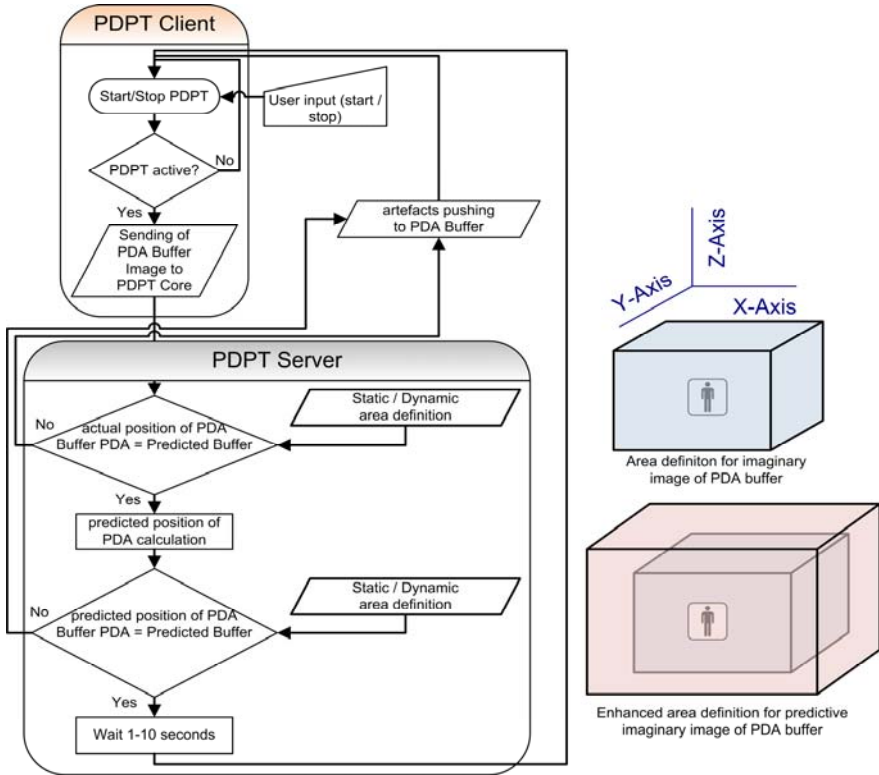 PDPT Client
Start/Stop PDPT
User input (start /
stop)
PDPT active?
No
Yes
Sending of
PDA Buffer
Image to
PDPT Core
artefacts pushing
to PDA Buffer
PDPT Server
Static / Dynamic
area definition
No
actual position of PDA
Buffer PDA = Predicted Buffer
Yes
predicted position of
PDA calculation
Static / Dynamic
area definition
No
predicted position of PDA
Buffer PDA = Predicted Buffer
Yes
Wait 1-10 seconds
Z-Axis
Y-Axis
X-Axis
Area definiton for imaginary
image of PDA buffer
Enhanced area definition for predictive
imaginary image of PDA buffer